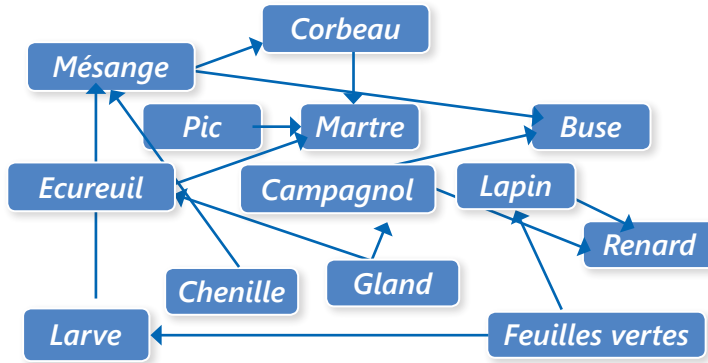 Corbeau
Mésange
Pic
Martre
Buse
Ecureuil
Campagnol
Lapin
Renard
Chenille
Gland
Larve
Feuilles vertes